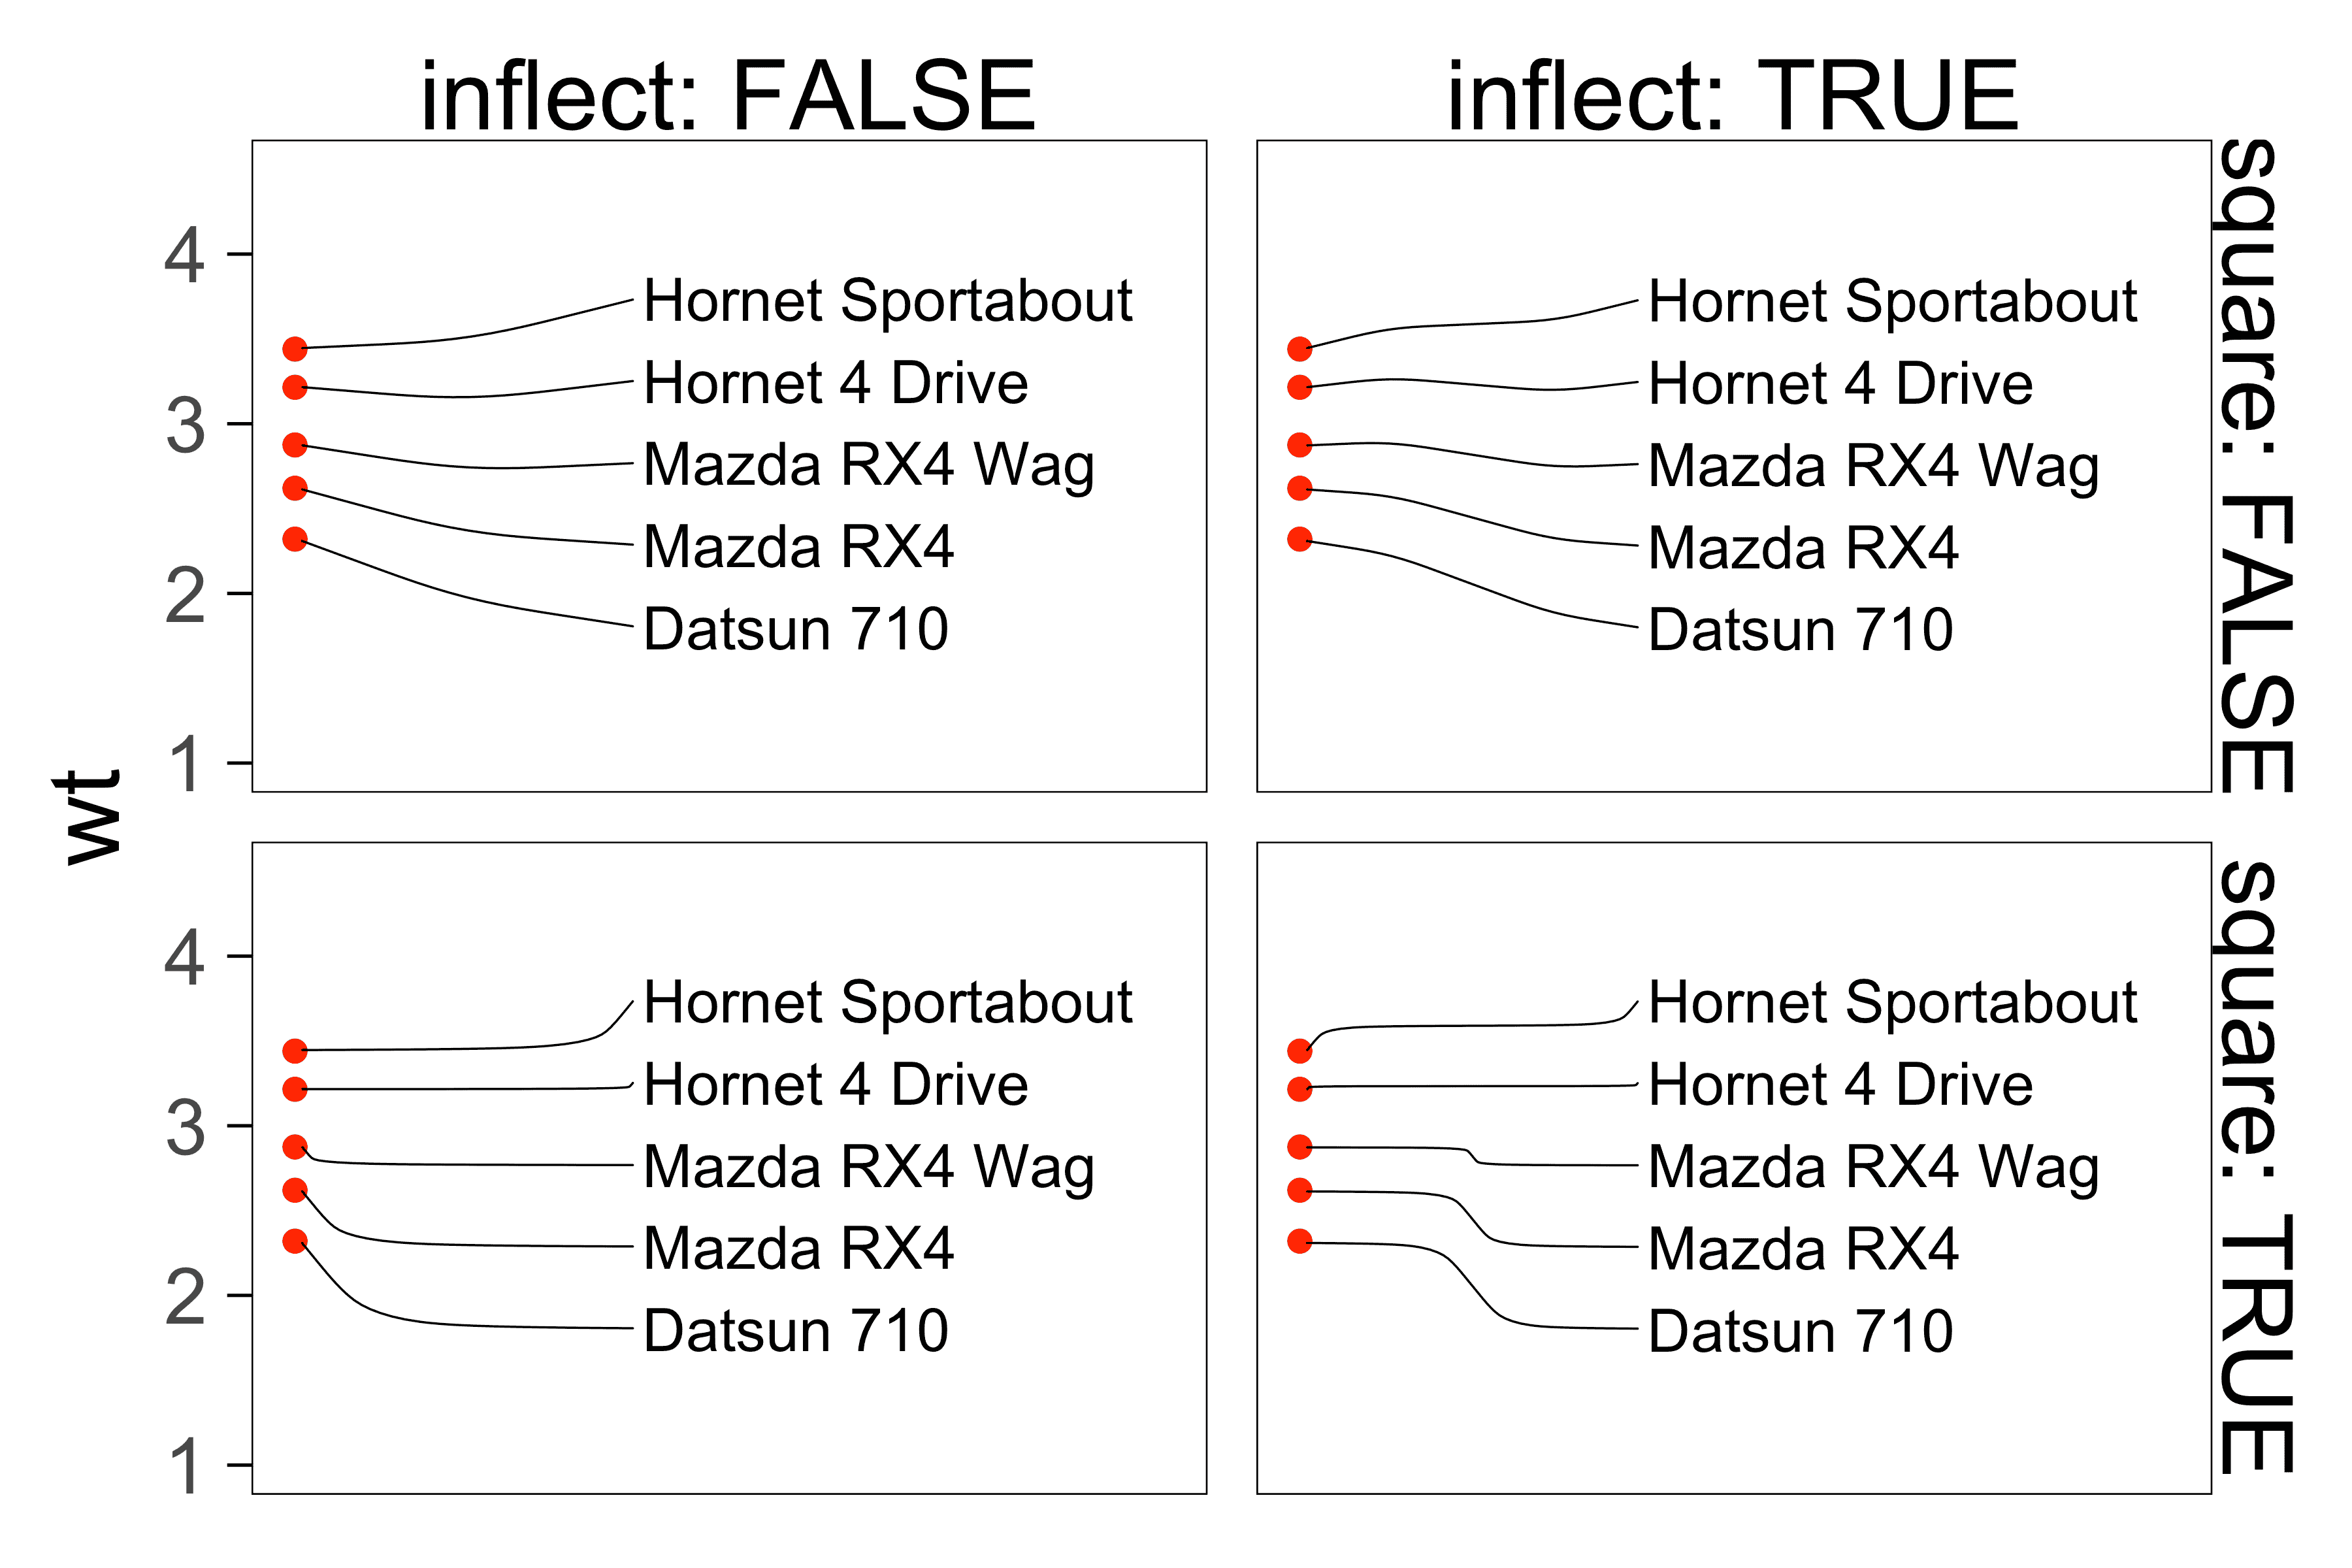 inflect: FALSE
inflect: TRUE
wt
4
3
2
1
Hornet Sportabout
Hornet 4 Drive
Mazda RX4 Wag
Mazda RX4
Datsun 710
Hornet Sportabout
Hornet 4 Drive
Mazda RX4 Wag
Mazda RX4
Datsun 710
square: FALSE
4
3
2
1
Hornet Sportabout
Hornet 4 Drive
Mazda RX4 Wag
Mazda RX4
Datsun 710
Hornet Sportabout
Hornet 4 Drive
Mazda RX4 Wag
Mazda RX4
Datsun 710
square: TRUE